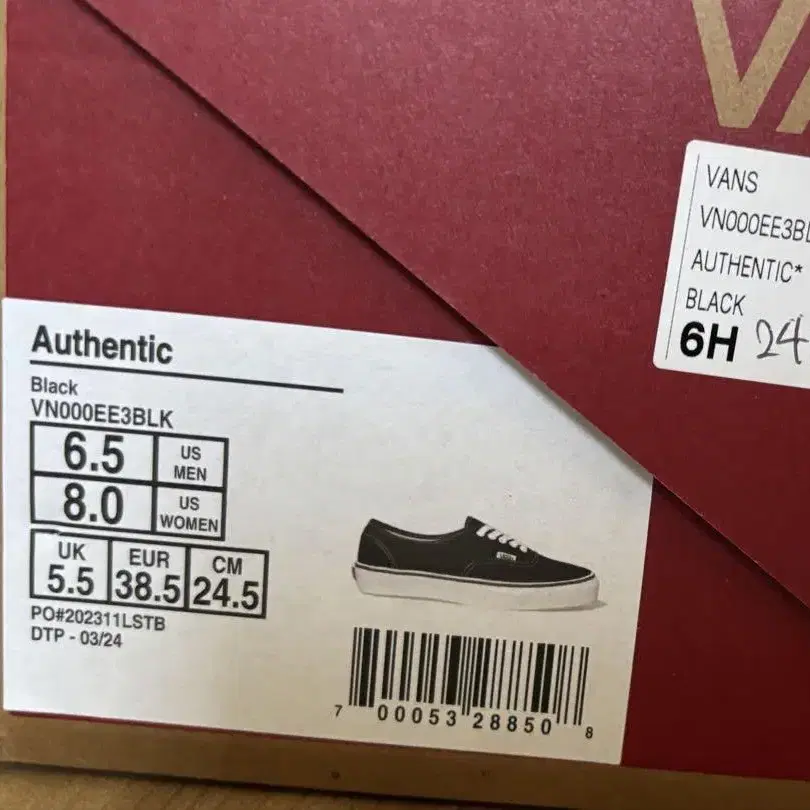 VANS
VN000EE3BL
AUTHENTIC*
BLACK
6H 24
Authentic
Black
VN000EE3BLK
6.5 US MEN
8.0 US WOMEN
UK EUR CM
5.5 38.5 24.5
PO#202311LSTB
DTP - 03/24
7 00053 28850 8